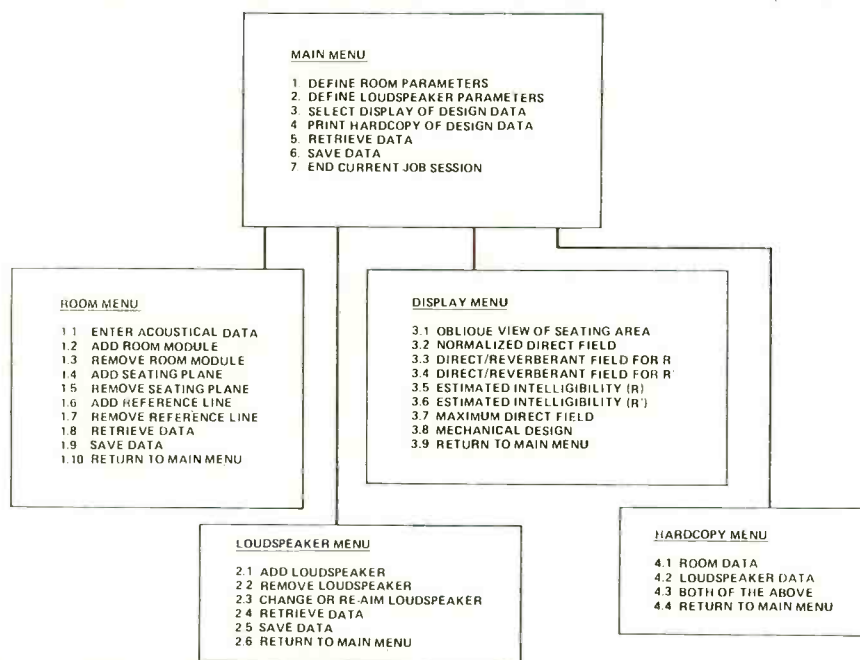 MAIN MENU
1. DEFINE ROOM PARAMETERS
2. DEFINE LOUDSPEAKER PARAMETERS
3. SELECT DISPLAY OF DESIGN DATA
4 PRINT HARDCOPY OF DESIGN DATA
5. RETRIEVE DATA
6. SAVE DATA
7. END CURRENT JOB SESSION
ROOM MENU
1.1 ENTER ACOUSTICAL DATA
1.2 ADD ROOM MODULE
1.3 REMOVE ROOM MODULE
1.4 ADD SEATING PLANE
1.5 REMOVE SEATING PLANE
1.6 ADD REFERENCE LINE
1.7 REMOVE REFERENCE LINE
1.8 RETRIEVE DATA
1.9 SAVE DATA
1.10 RETURN TO MAIN MENU
DISPLAY MENU
3.1 OBLIQUE VIEW OF SEATING AREA
3.2 NORMALIZED DIRECT FIELD
3.3 DIRECT/REVERBERANT FIELD FOR R
3.4 DIRECT/REVERBERANT FIELD FOR R'
3.5 ESTIMATED INTELLIGIBILITY (R)
3.6 ESTIMATED INTELLIGIBILITY (R')
3.7 MAXIMUM DIRECT FIELD
3.8 MECHANICAL DESIGN
3.9 RETURN TO MAIN MENU
LOUDSPEAKER MENU
2.1 ADD LOUDSPEAKER
2.2 REMOVE LOUDSPEAKER
2.3 CHANGE OR RE-AIM LOUDSPEAKER
2.4 RETRIEVE DATA
2.5 SAVE DATA
2.6 RETURN TO MAIN MENU
HARDCOPY MENU
4.1 ROOM DATA
4.2 LOUDSPEAKER DATA
4.3 BOTH OF THE ABOVE
4.4 RETURN TO MAIN MENU